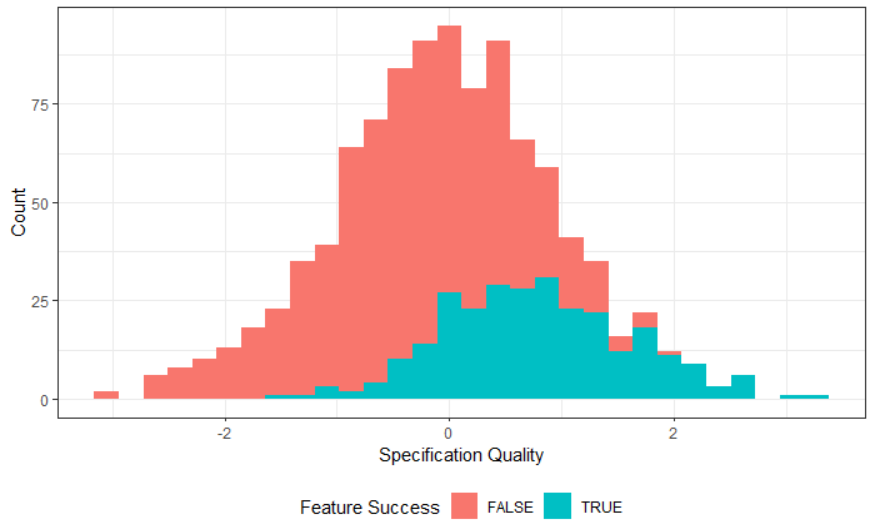 75
50
25
0
Count
-2
0
2
Specification Quality
Feature Success FALSE TRUE